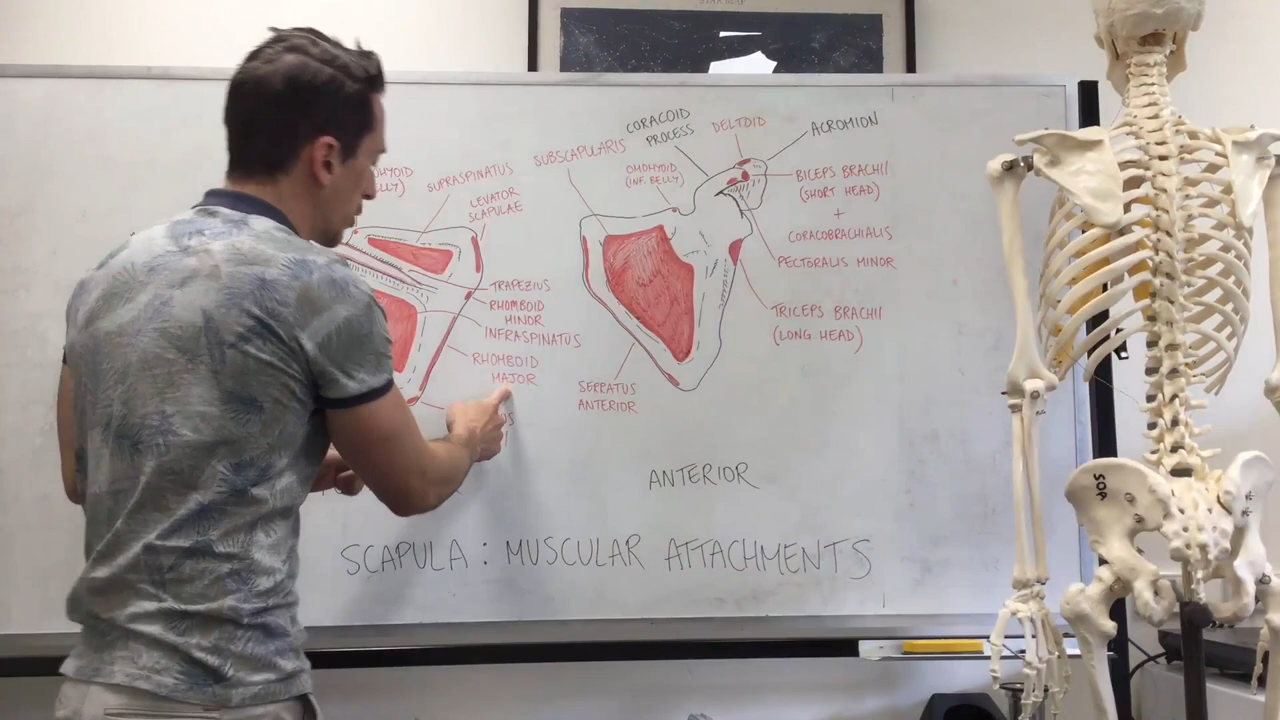 SUPRASPINATUS
LEVATOR
SCAPULAE
TRAPEZIUS
RHOMBOID
MINOR
INFRASPINATUS
RHOMBOID
MAJOR
SUBSCAPULARIS
CORACOID
PROCESS
OMOHYOID
(INF. BELLY)
DELTOID
ACROMION
BICEPS BRACHII
(SHORT HEAD)
+
CORACOBRACHIALIS
PECTORALIS MINOR
TRICEPS BRACHII
(LONG HEAD)
SERRATUS
ANTERIOR
ANTERIOR
SCAPULA : MUSCULAR ATTACHMENTS
SOP